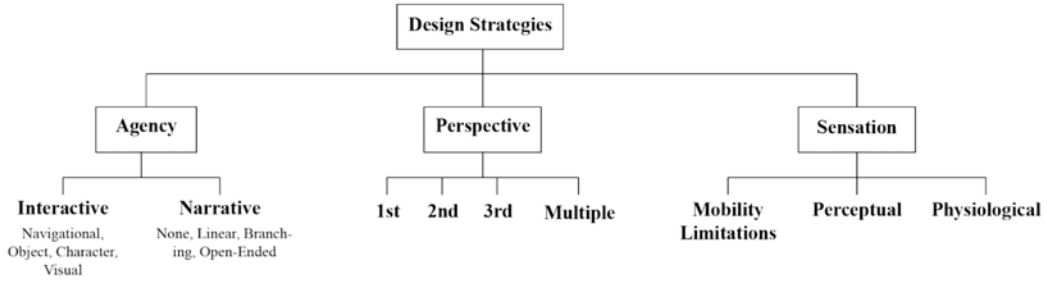 Design Strategies
Agency
Perspective
Sensation
Interactive
Navigational,
Object, Character,
Visual
Narrative
None, Linear, Branch-
ing, Open-Ended
1st
2nd
3rd
Multiple
Mobility
Limitations
Perceptual
Physiological